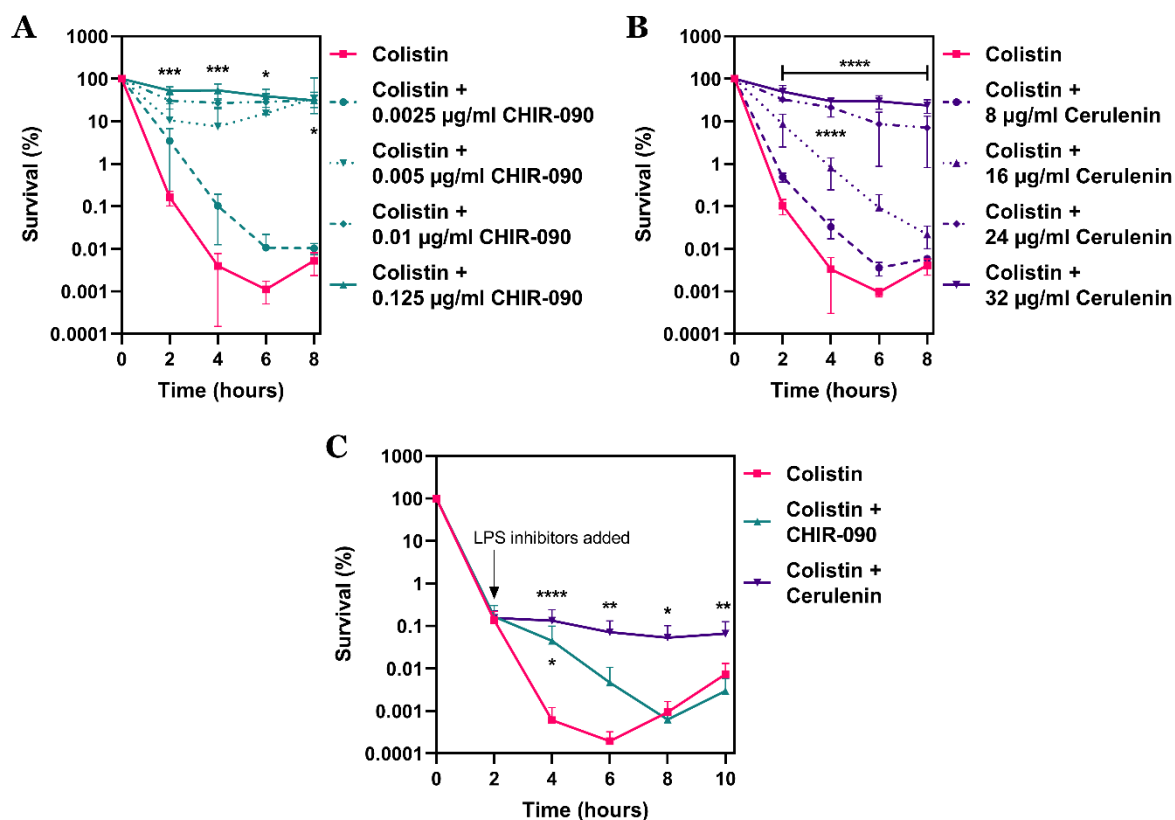 A
1000
100
10
1
0.1
0.01
0.001
0.0001
Survival (%)
***
***
*
*
0
2
4
6
8
Time (hours)
Colistin
Colistin +
0.0025 µg/ml CHIR-090
Colistin +
0.005 µg/ml CHIR-090
Colistin +
0.01 µg/ml CHIR-090
Colistin +
0.125 µg/ml CHIR-090
B
1000
100
10
1
0.1
0.01
0.001
0.0001
Survival (%)
****
****
0
2
4
6
8
Time (hours)
Colistin
Colistin +
8 µg/ml Cerulenin
Colistin +
16 µg/ml Cerulenin
Colistin +
24 µg/ml Cerulenin
Colistin +
32 µg/ml Cerulenin
C
1000
100
10
1
0.1
0.01
0.001
0.0001
Survival (%)
LPS inhibitors added
****
**
*
**
*
0
2
4
6
8
10
Time (hours)
Colistin
Colistin +
CHIR-090
Colistin +
Cerulenin